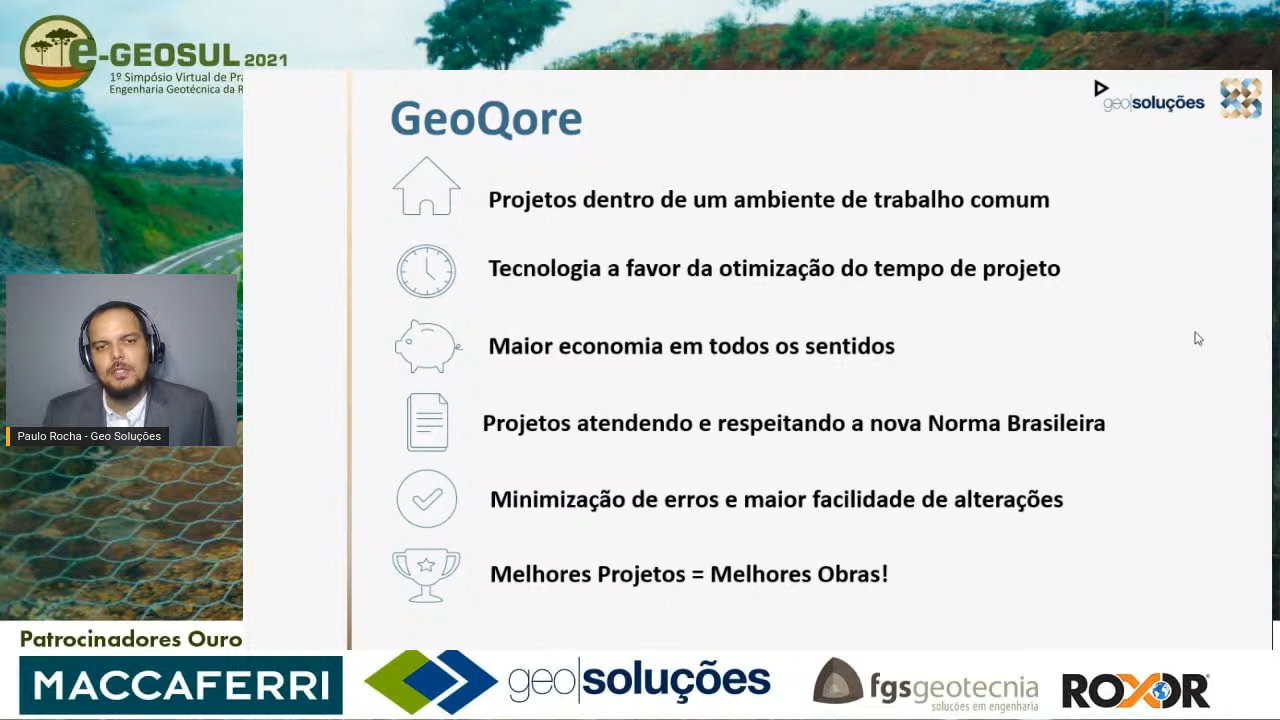 e-GEOSUL 2021
1º Simpósio Virtual de Pra
Engenharia Geotécnica da R
GeoQore
geo|soluções
Projetos dentro de um ambiente de trabalho comum
Tecnologia a favor da otimização do tempo de projeto
Maior economia em todos os sentidos
Projetos atendendo e respeitando a nova Norma Brasileira
Minimização de erros e maior facilidade de alterações
Melhores Projetos = Melhores Obras!
Paulo Rocha - Geo Soluções
Patrocinadores Ouro
MACCAFERRI
geo|soluções
fgsgeotecnia
soluções em engenharia
ROXOR